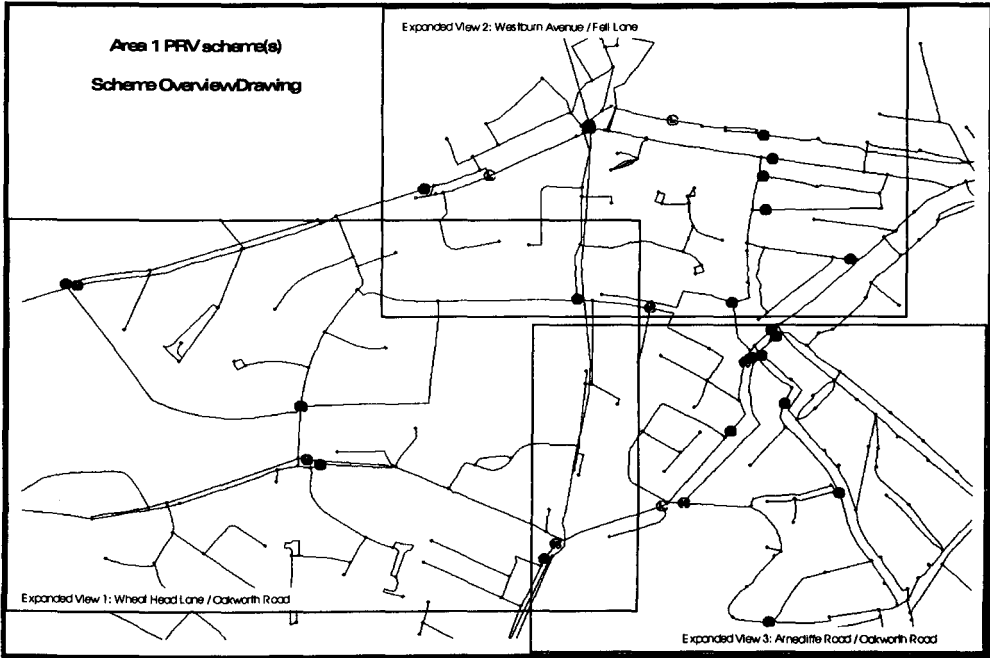 Area 1 PRV scheme(s)
Scheme Overview Drawing
Expanded View 2: Westburn Avenue / Fell Lane
Expanded View 1: Wheat Head Lane / Oakworth Road
Expanded View 3: Arncliffe Road / Oakworth Road